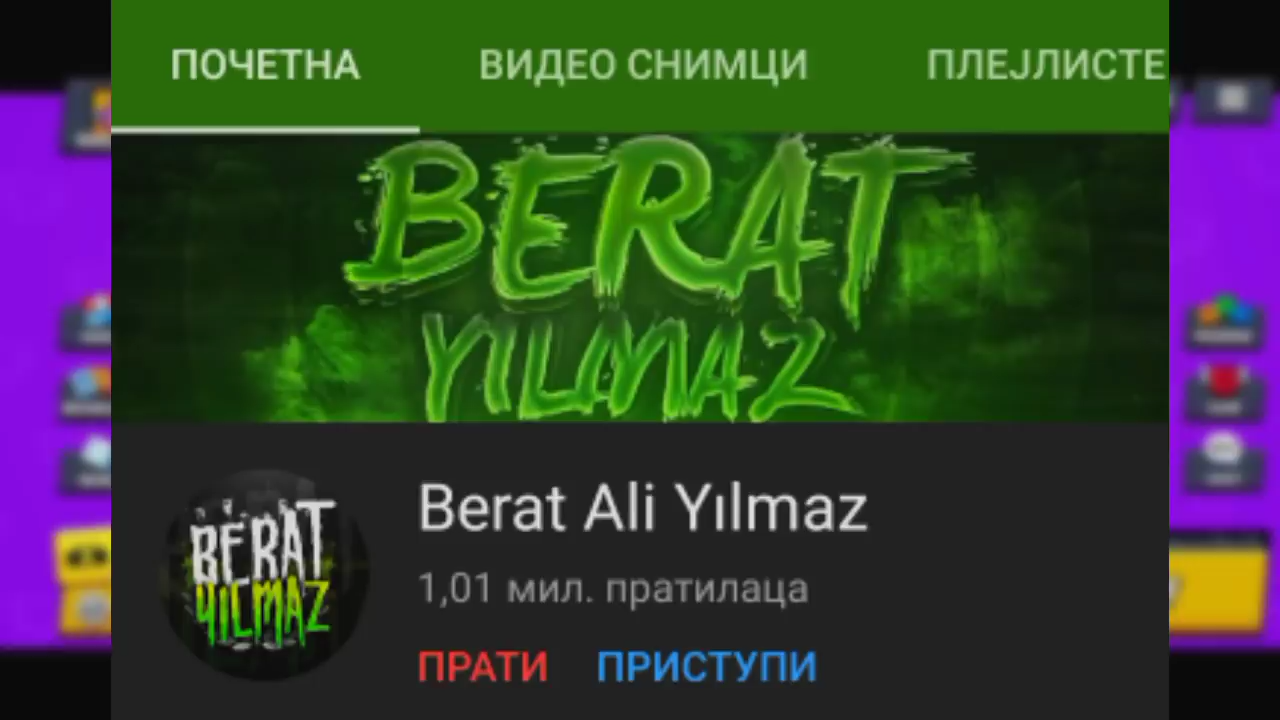 ПОЧЕТНА ВИДЕО СНИМЦИ ПЛЕЈЛИСТЕ
BERAT
YILMAZ
BERAT
YILMAZ
Berat Ali Yılmaz
1,01 мил. пратилаца
ПРАТИ ПРИСТУПИ